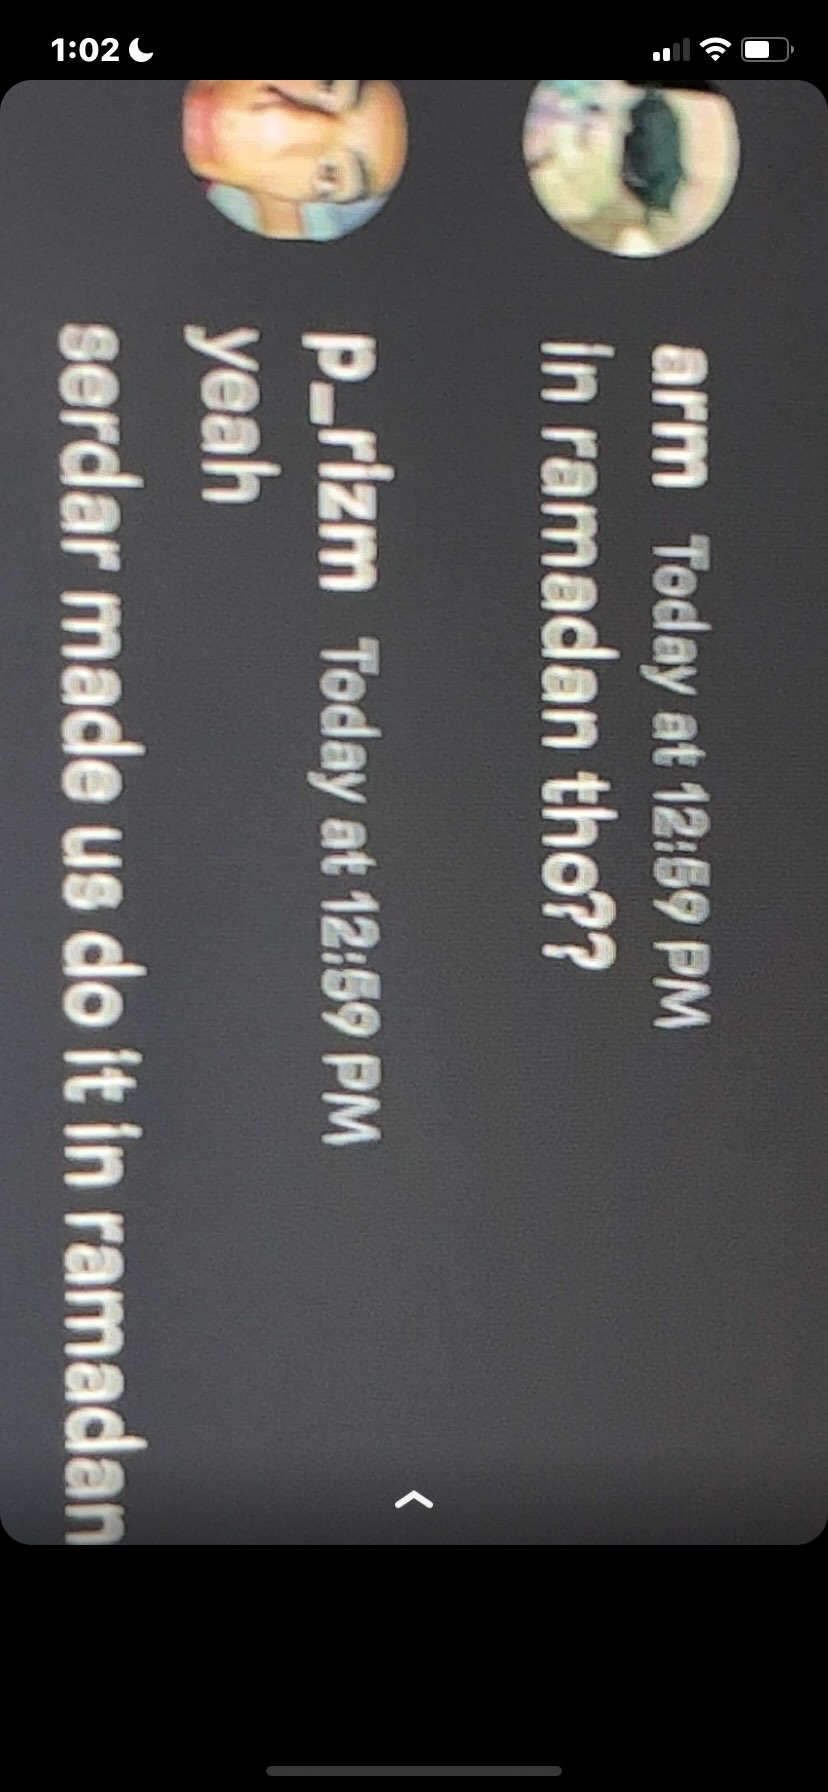 1:02
arm Today at 12:59 PM
in ramadan tho??
p_rizm Today at 12:59 PM
yeah
serdar made us do it in ramadan